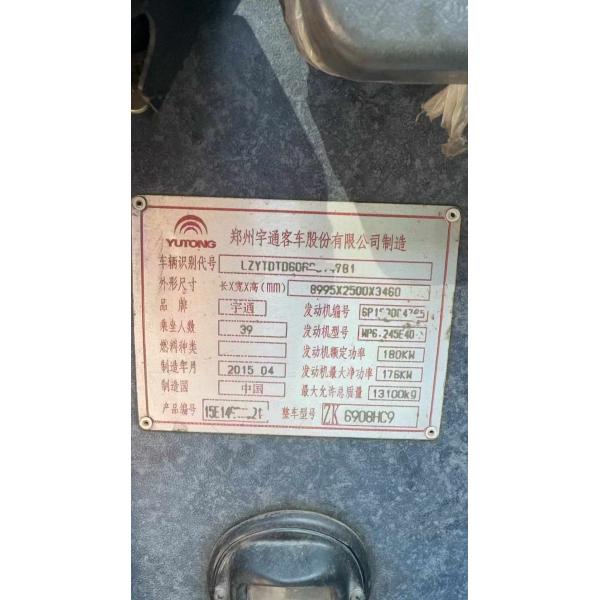 YUTONG
郑州宇通客车股份有限公司制造
车辆识别代号
外形尺寸 长X宽X高(mm) 8995X2500X3460
品牌 宇通 发动机编号
乘坐人数 39 发动机型号 WP6.245E40
燃料种类 发动机额定功率 180KW
制造年月 2015 04 发动机最大净功率 176KW
制造国 中国 最大允许总质量 13100kg
产品编号 整车型号 ZK 6908HC9